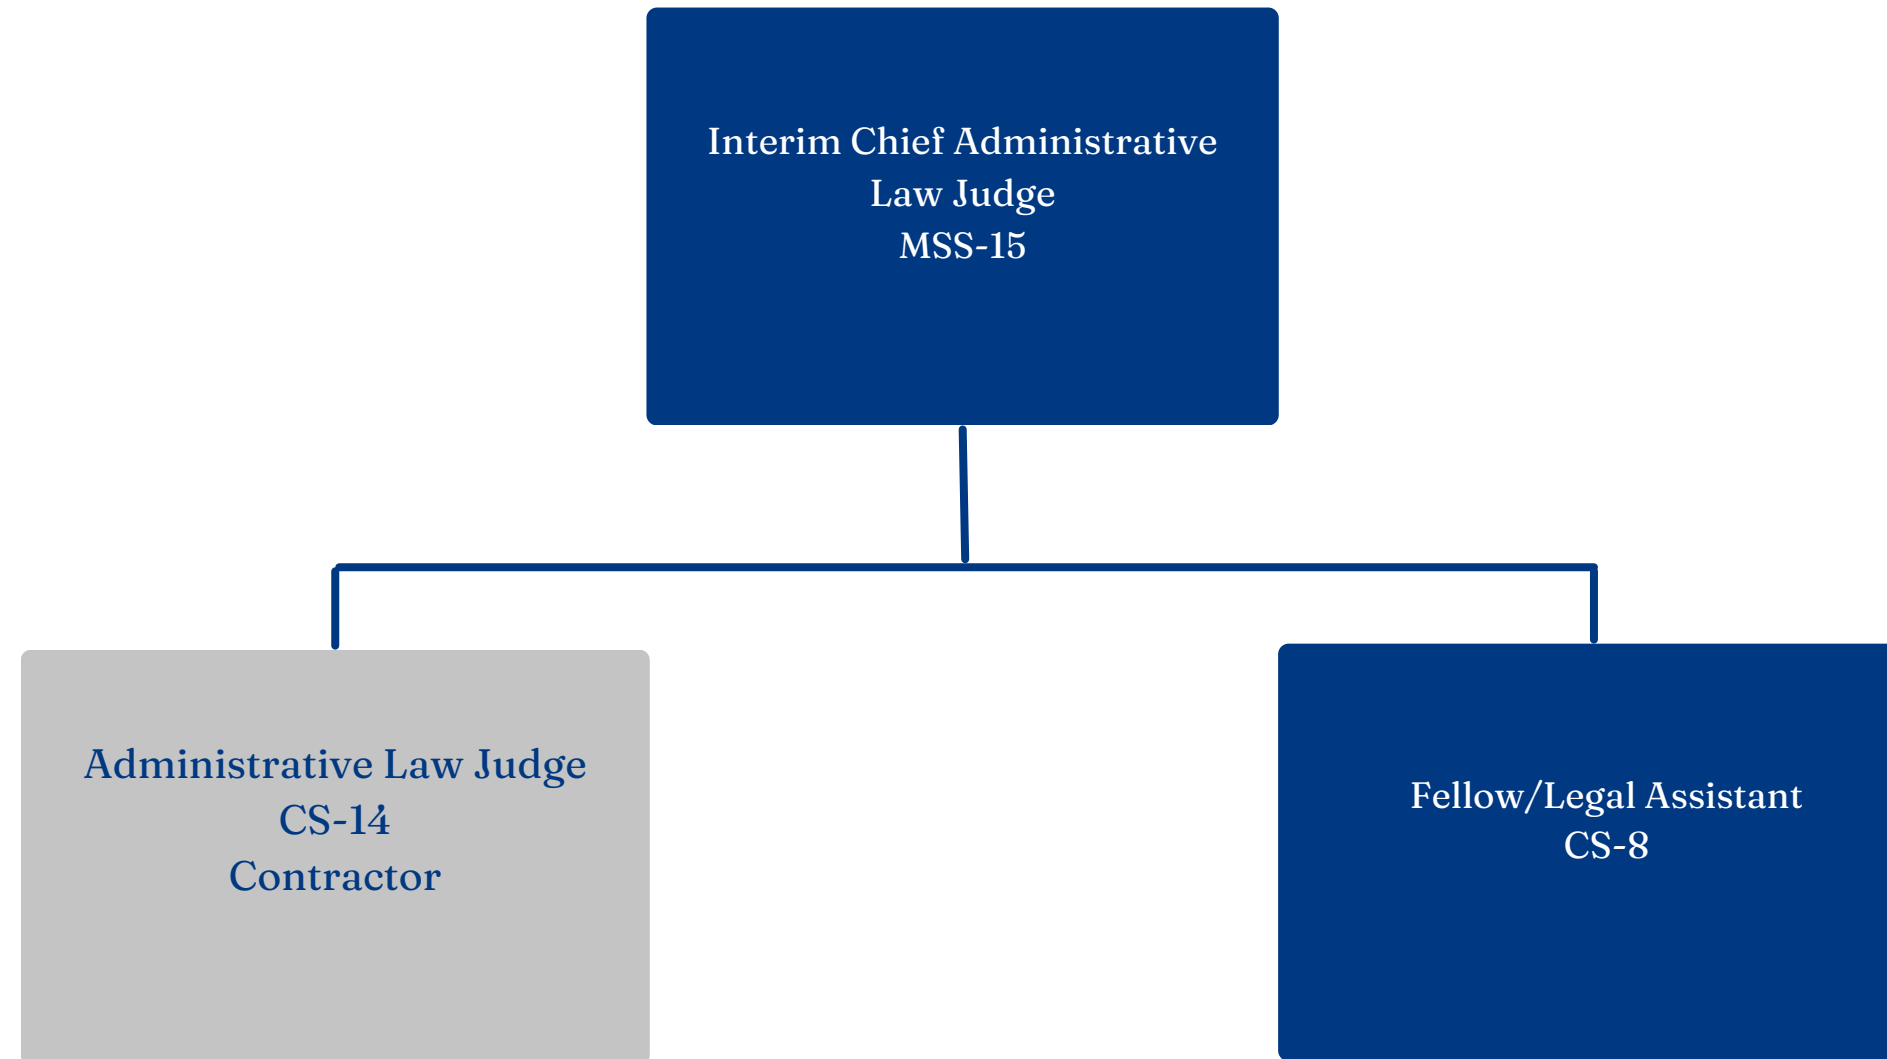 Interim Chief Administrative
Law Judge
MSS-15
Administrative Law Judge
CS-14
Contractor
Fellow/Legal Assistant
CS-8